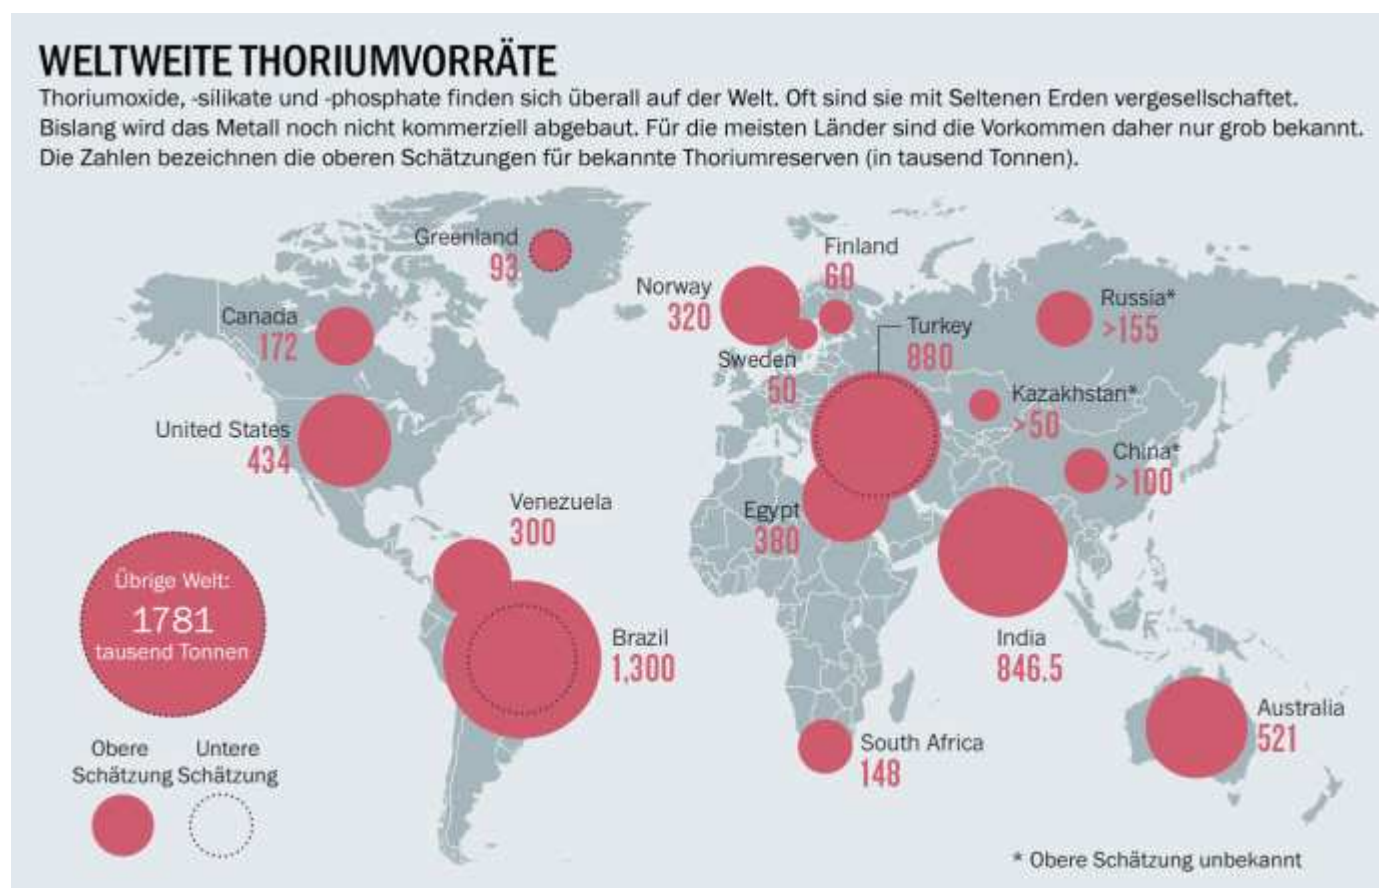 WELTWEITE THORIUMVORRÄTE
Thoriumoxide, -silikate und -phosphate finden sich überall auf der Welt. Oft sind sie mit Seltenen Erden vergesellschaftet.
Bislang wird das Metall noch nicht kommerziell abgebaut. Für die meisten Länder sind die Vorkommen daher nur grob bekannt.
Die Zahlen bezeichnen die oberen Schätzungen für bekannte Thoriumreserven (in tausend Tonnen).
Greenland
93
Finland
60
Norway
320
Russia*
>155
Canada
172
Turkey
880
Sweden
50
Kazakhstan*
>50
United States
434
China*
>100
Venezuela
300
Egypt
380
Übrige Welt:
1781
tausend Tonnen
Brazil
1,300
India
846.5
Australia
521
South Africa
148
Obere
Schätzung
Untere
Schätzung
* Obere Schätzung unbekannt